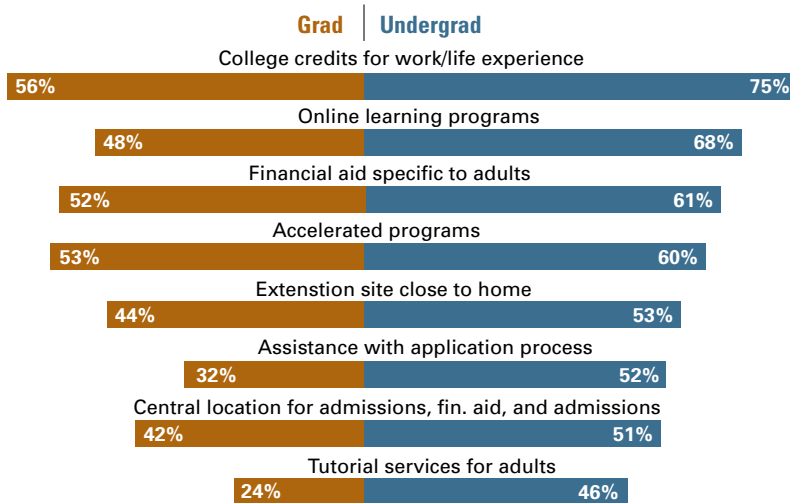 Grad Undergrad
College credits for work/life experience
56% 75%
Online learning programs
48% 68%
Financial aid specific to adults
52% 61%
Accelerated programs
53% 60%
Extenstion site close to home
44% 53%
Assistance with application process
32% 52%
Central location for admissions, fin. aid, and admissions
42% 51%
Tutorial services for adults
24% 46%